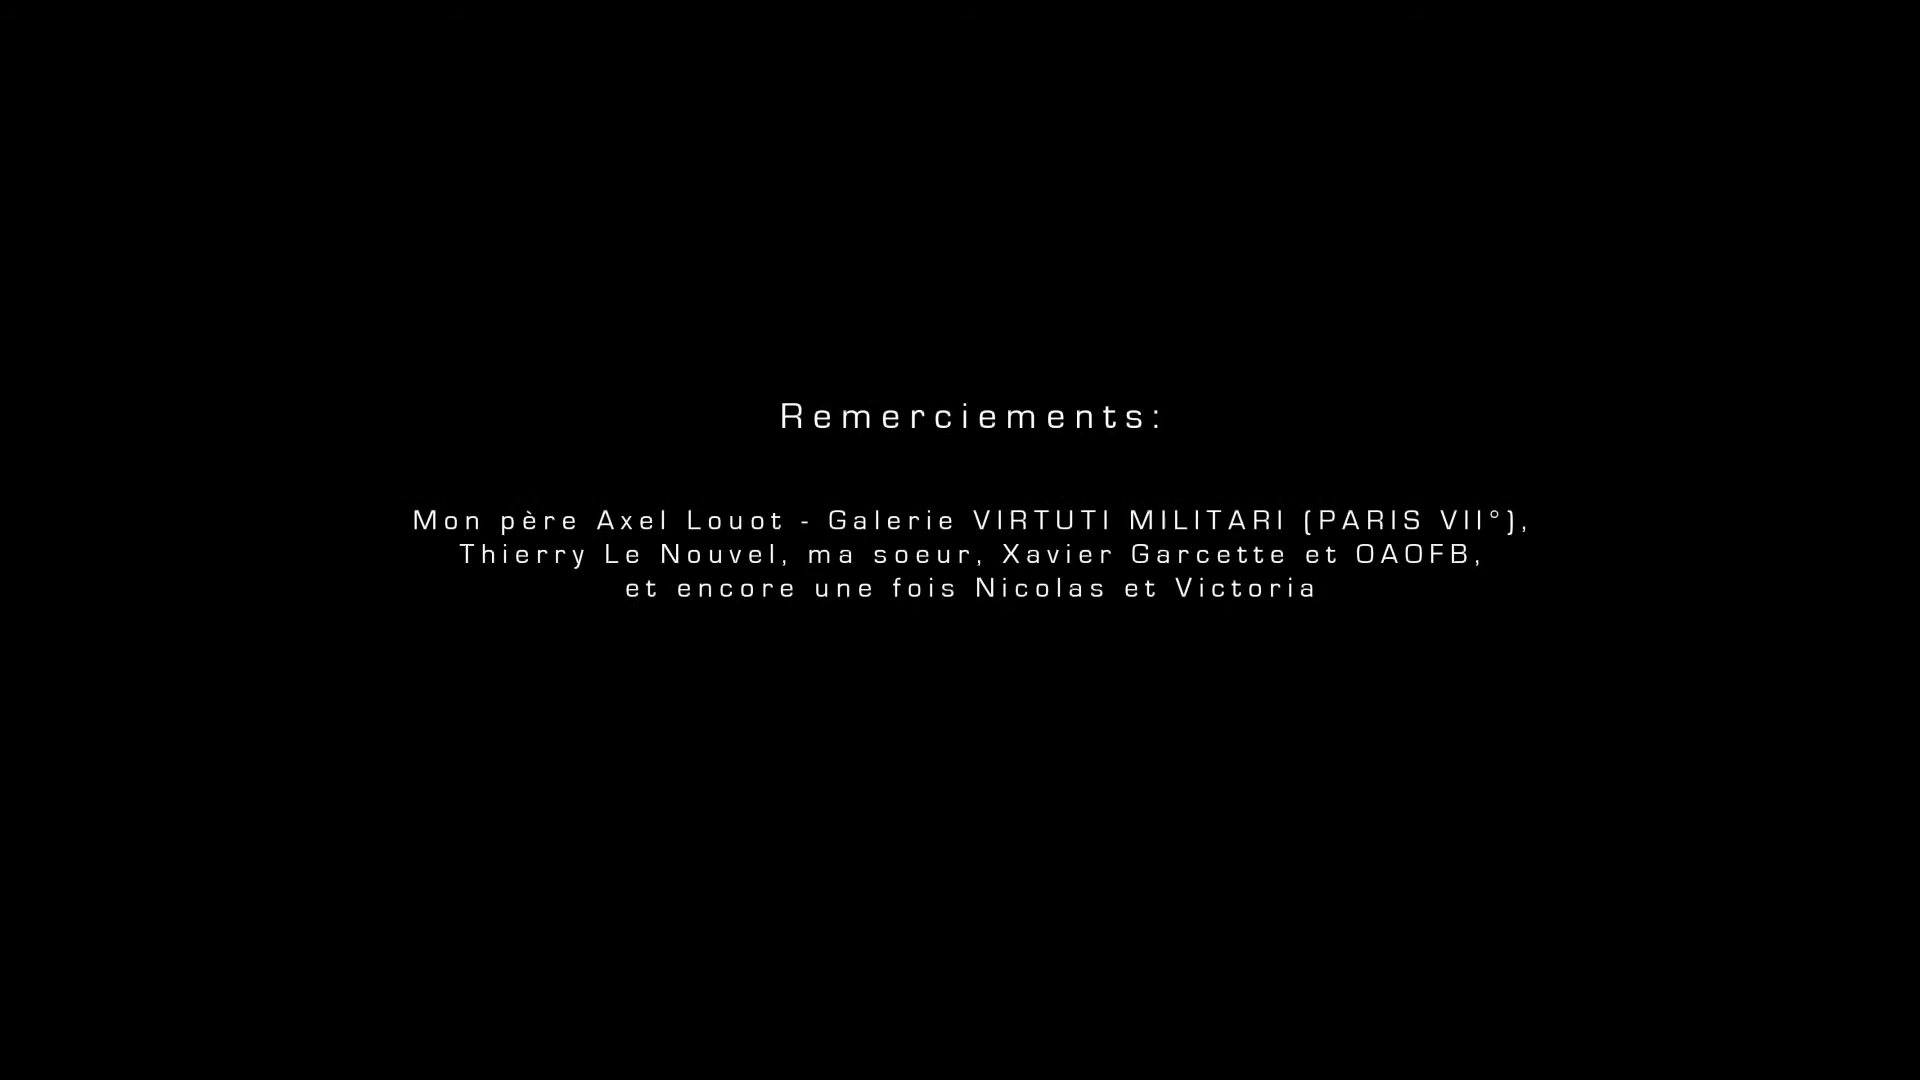 Remerciements:
Mon père Axel Louot - Galerie VIRTUTI MILITARI (PARIS VII°),
Thierry Le Nouvel, ma soeur, Xavier Garcette et OAOFB,
et encore une fois Nicolas et Victoria